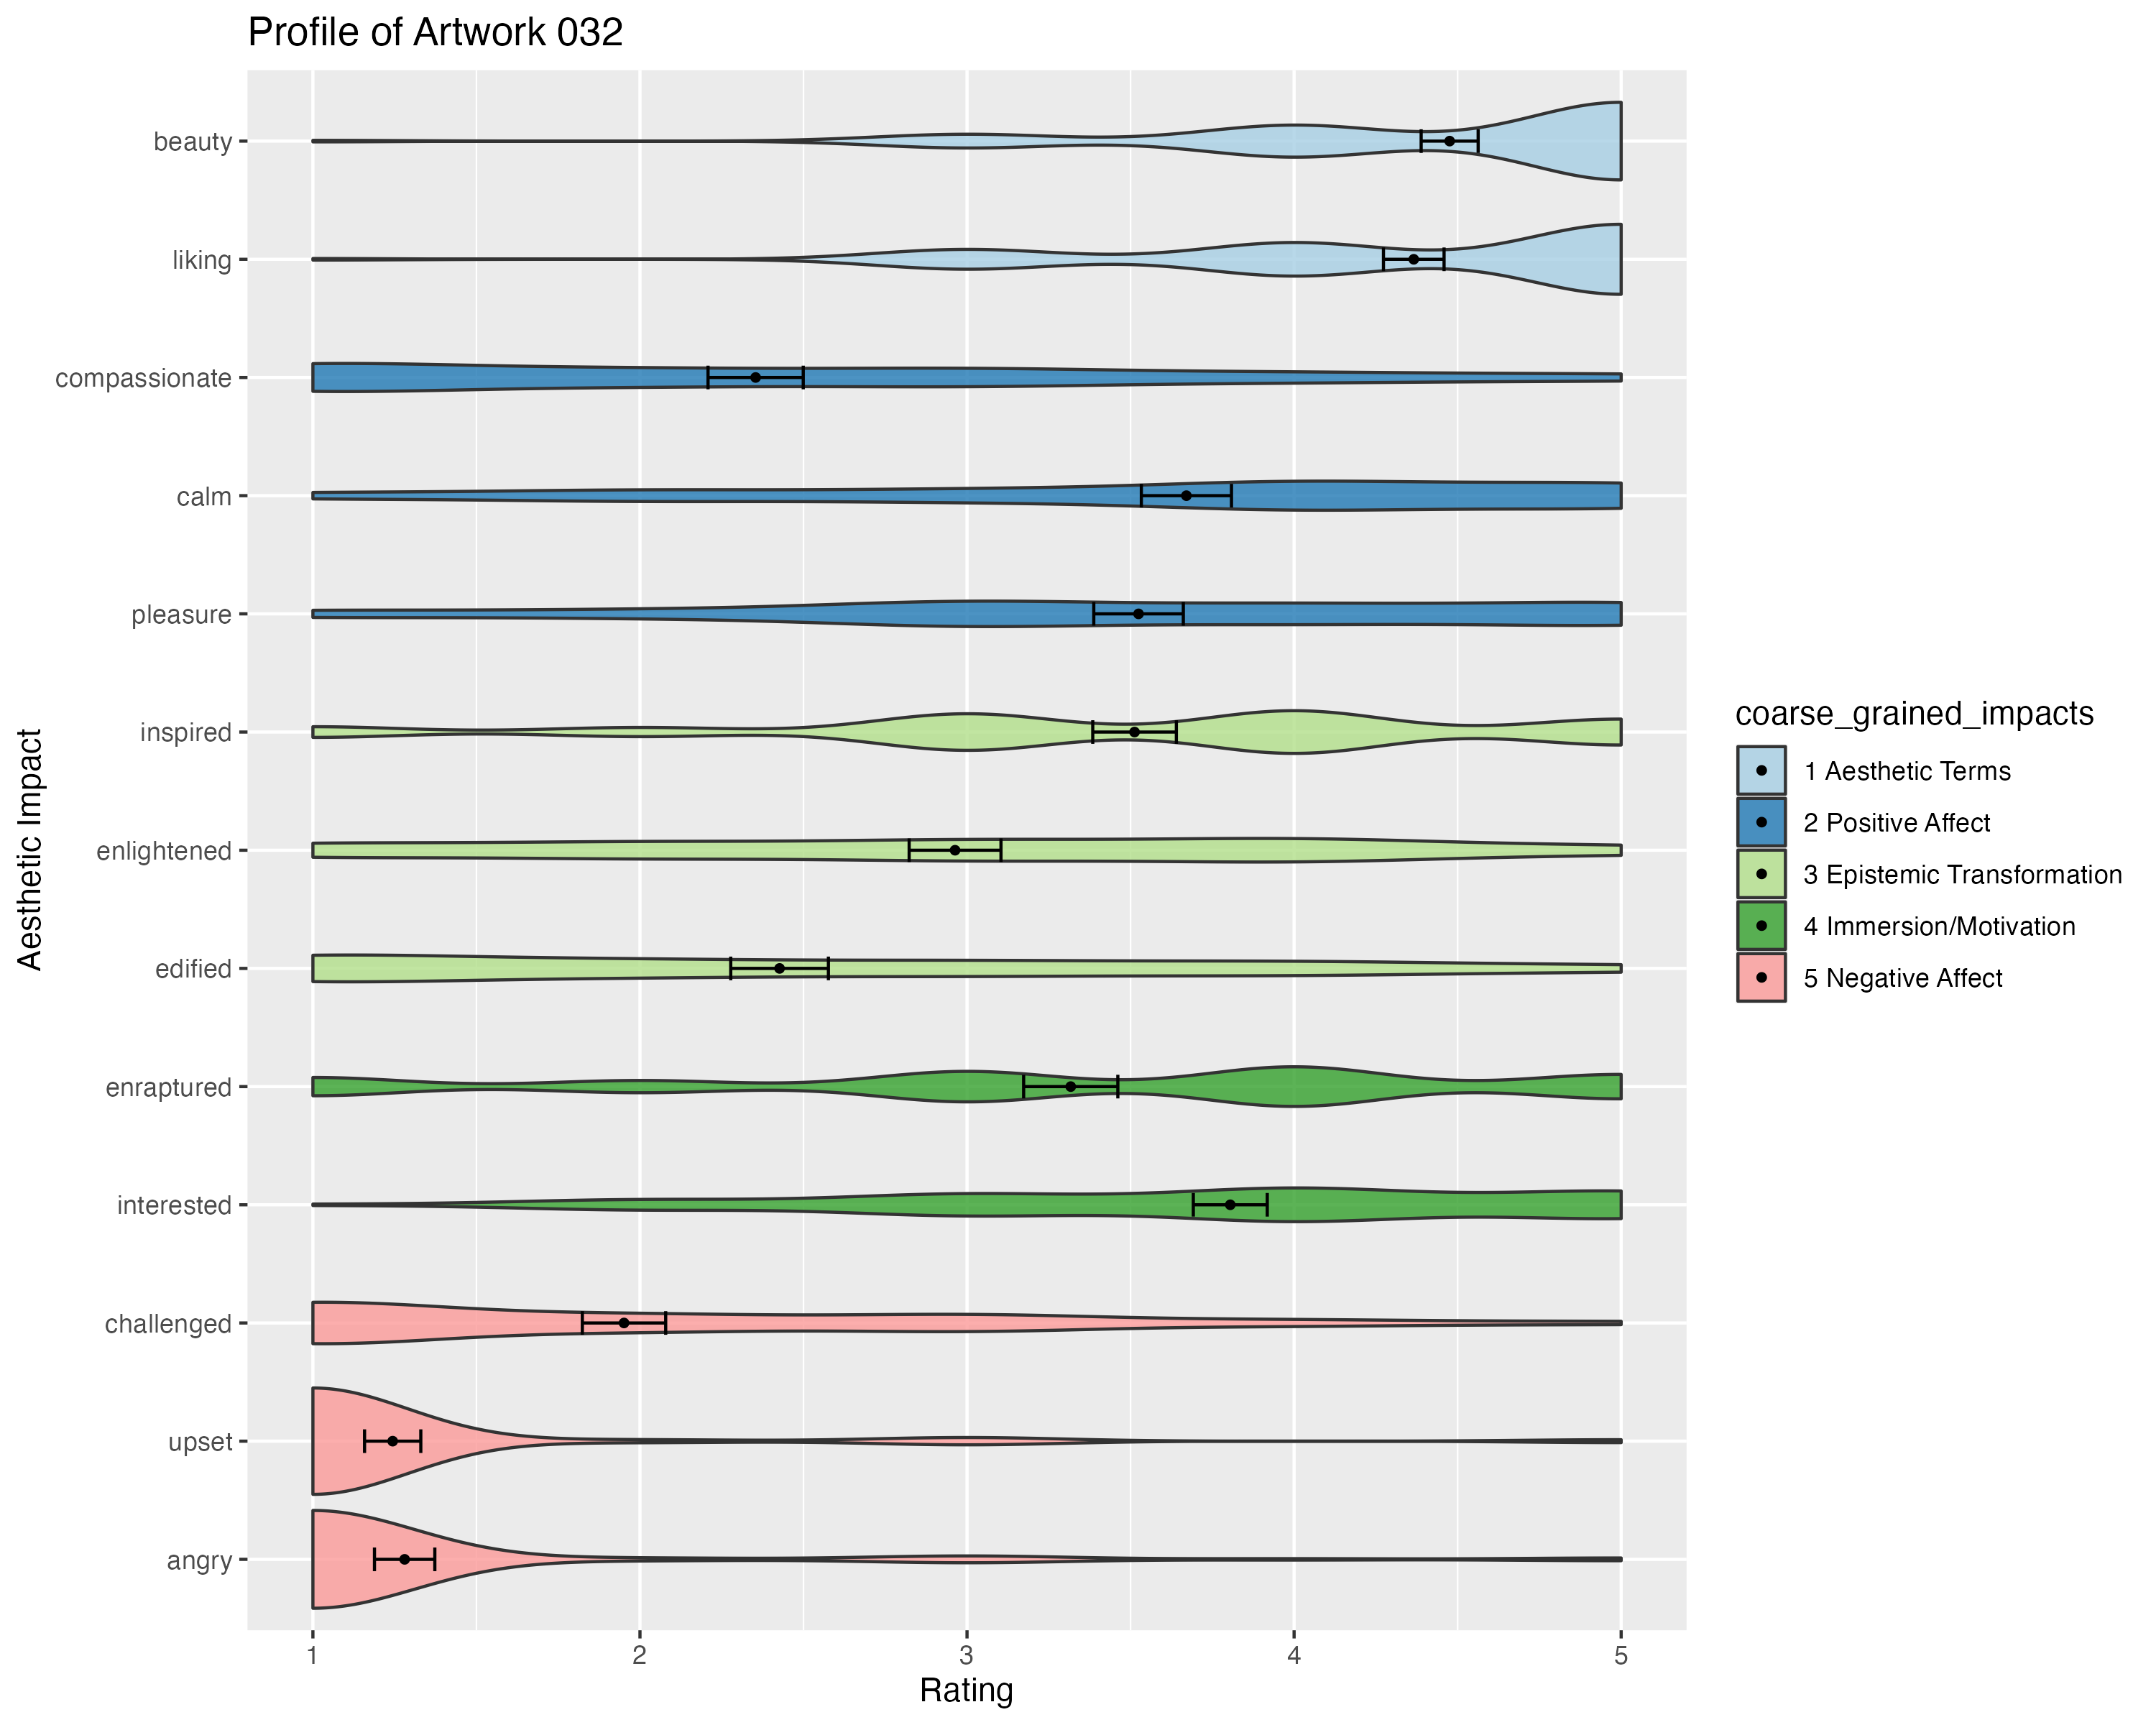 Profile of Artwork 032
beauty
liking
compassionate
calm
pleasure
inspired
enlightened
edified
enraptured
interested
challenged
upset
angry
Aesthetic Impact
1 2 3 4 5
Rating
coarse_grained_impacts
1 Aesthetic Terms
2 Positive Affect
3 Epistemic Transformation
4 Immersion/Motivation
5 Negative Affect